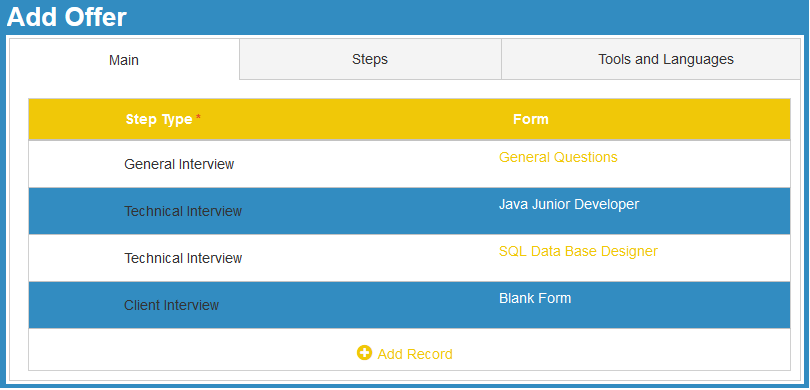 Add Offer
Main Steps Tools and Languages
Step Type * Form
General Interview General Questions
Technical Interview Java Junior Developer
Technical Interview SQL Data Base Designer
Client Interview Blank Form
Add Record